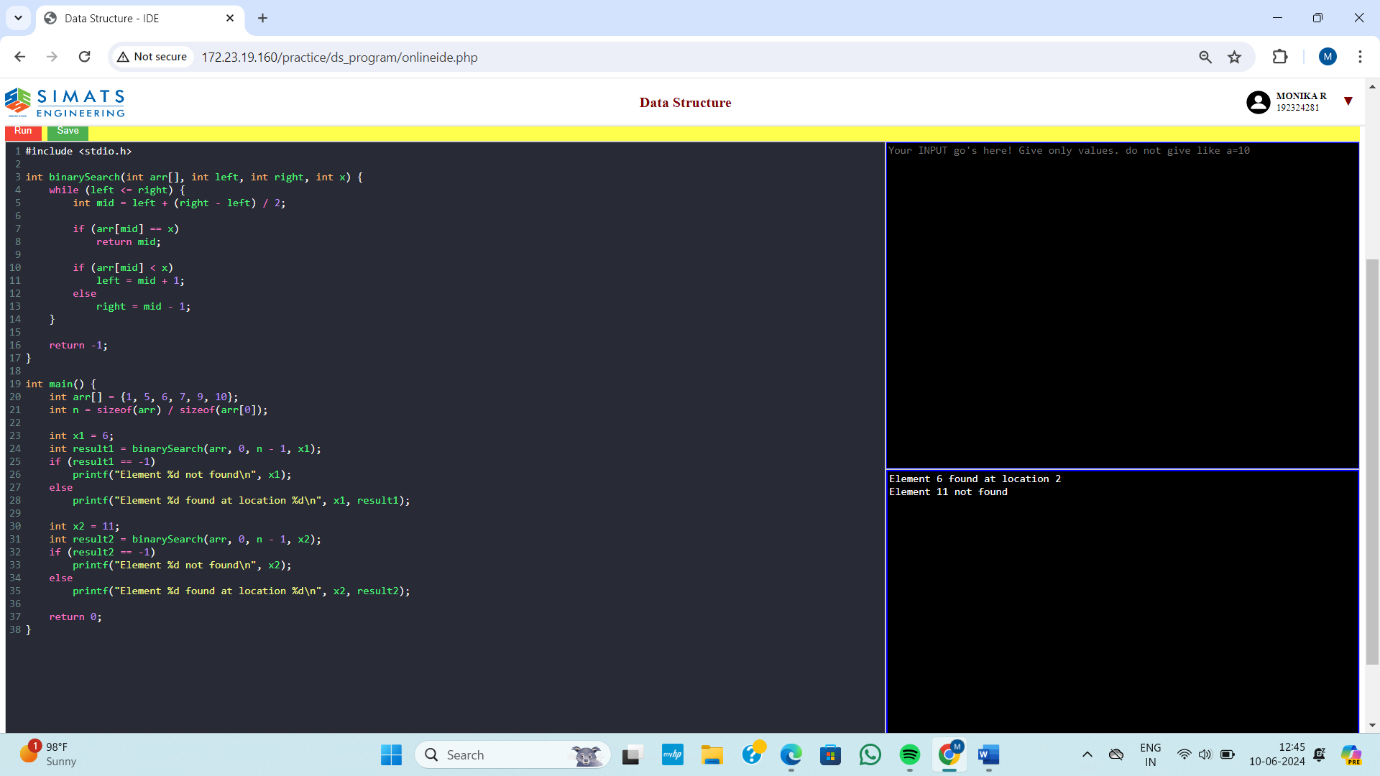 Data Structure - IDE
Not secure
172.23.19.160/practice/ds_program/onlineide.php
M
SIMATS
ENGINEERING
Data Structure
MONIKA R
192324281
Run
Save
1 #include <stdio.h>
2
3 int binarySearch(int arr[], int left, int right, int x) {
4     while (left <= right) {
5         int mid = left + (right - left) / 2;
6
7         if (arr[mid] == x)
8             return mid;
9
10         if (arr[mid] < x)
11             left = mid + 1;
12         else
13             right = mid - 1;
14     }
15
16     return -1;
17 }
18
19 int main() {
20     int arr[] = {1, 5, 6, 7, 9, 10};
21     int n = sizeof(arr) / sizeof(arr[0]);
22
23     int x1 = 6;
24     int result1 = binarySearch(arr, 0, n - 1, x1);
25     if (result1 == -1)
26         printf("Element %d not found\n", x1);
27     else
28         printf("Element %d found at location %d\n", x1, result1);
29
30     int x2 = 11;
31     int result2 = binarySearch(arr, 0, n - 1, x2);
32     if (result2 == -1)
33         printf("Element %d not found\n", x2);
34     else
35         printf("Element %d found at location %d\n", x2, result2);
36
37     return 0;
38 }
Your INPUT go's here! Give only values. do not give like a=10
Element 6 found at location 2
Element 11 not found
1
98°F
Sunny
Search
myhp
M
W
ENG
IN
12:45
10-06-2024
PRE